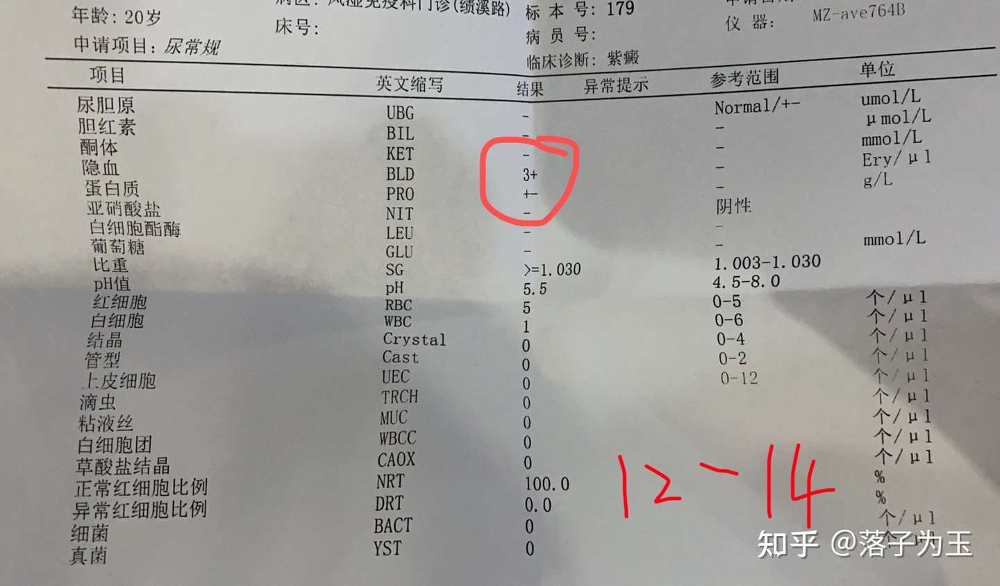 病区: 风湿免疫科门诊(绩溪路)
标 本 号: 179
年龄: 20岁
床号:
病 员 号:
仪 器: MZ-ave764B
申请项目: 尿常规
临床诊断: 紫癜
项目 英文缩写 结果 异常提示 参考范围 单位
尿胆原 UBG - Normal/+- umol/L
胆红素 BIL - - μmol/L
酮体 KET - - mmol/L
隐血 BLD 3+ - Ery/μl
蛋白质 PRO +- - g/L
亚硝酸盐 NIT - 阴性
白细胞酯酶 LEU - -
葡萄糖 GLU - - mmol/L
比重 SG >=1.030 1.003-1.030
pH值 pH 5.5 4.5-8.0
红细胞 RBC 5 0-5 个/μl
白细胞 WBC 1 0-6 个/μl
结晶 Crystal 0 0-4 个/μl
管型 Cast 0 0-2 个/μl
上皮细胞 UEC 0 0-12 个/μl
滴虫 TRCH 0 个/μl
粘液丝 MUC 0 个/μl
白细胞团 WBCC 0 个/μl
草酸盐结晶 CAOX 0 个/μl
正常红细胞比例 NRT 100.0 %
异常红细胞比例 DRT 0.0 %
细菌 BACT 0 个/μl
真菌 YST 0 个/μl
12-14
知乎 @落子为玉